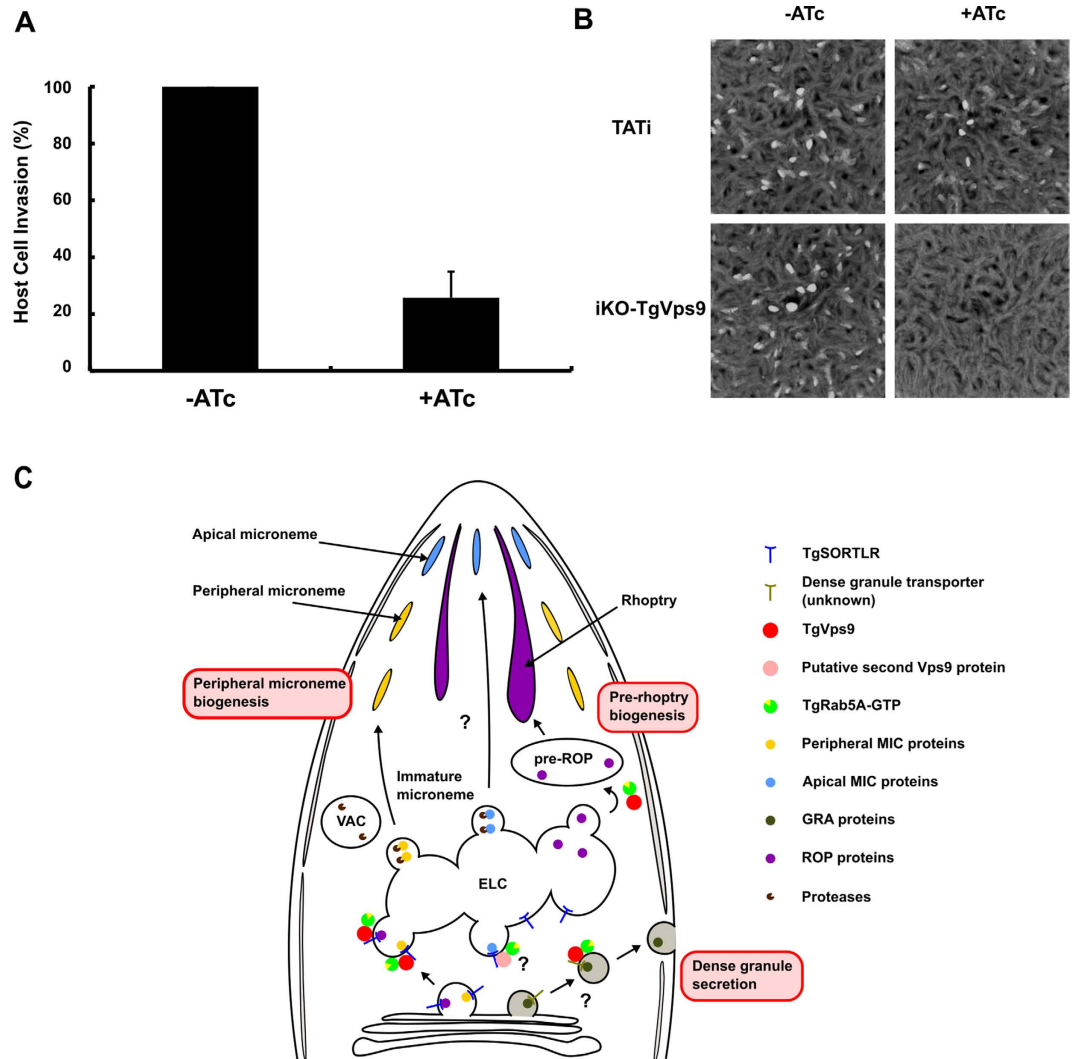 A
Host Cell Invasion (%)
100
80
60
40
20
0
-ATc
+ATc
B
-ATc
+ATc
TATi
iKO-TgVps9
C
Apical microneme
Peripheral microneme
Rhoptry
Peripheral microneme
biogenesis
Pre-rhoptry
biogenesis
?
pre-ROP
Immature
microneme
VAC
ELC
?
?
Dense granule
secretion
TgSORTLR
Dense granule transporter
(unknown)
TgVps9
Putative second Vps9 protein
TgRab5A-GTP
Peripheral MIC proteins
Apical MIC proteins
GRA proteins
ROP proteins
Proteases